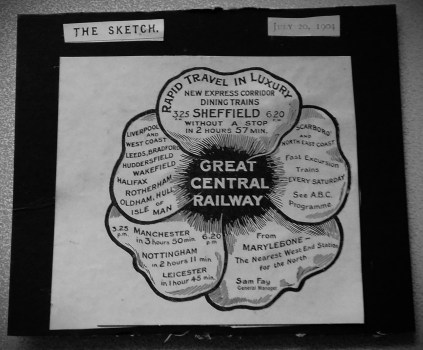 THE SKETCH.
JULY 20, 1904
RAPID TRAVEL IN LUXURY
NEW EXPRESS CORRIDOR
DINING TRAINS
3.25 SHEFFIELD 6.20
WITHOUT A STOP
IN 2 HOURS 57 MIN.
LIVERPOOL
AND
WEST COAST
LEEDS, BRADFORD
HUDDERSFIELD
WAKEFIELD
HALIFAX
ROTHERHAM
OLDHAM, HULL
ISLE OF
MAN
GREAT
CENTRAL
RAILWAY
SCARBORO'
AND
NORTH EAST COAST
Fast Excursion
Trains
EVERY SATURDAY
See A.B.C.
Programme
3.25 p.m. MANCHESTER 6.20 p.m.
in 3 hours 50 min.
NOTTINGHAM
in 2 hours 11 min.
LEICESTER
in 1 hour 45 min.
From
MARYLEBONE—
The Nearest West End Station
for the North
Sam Fay
General Manager